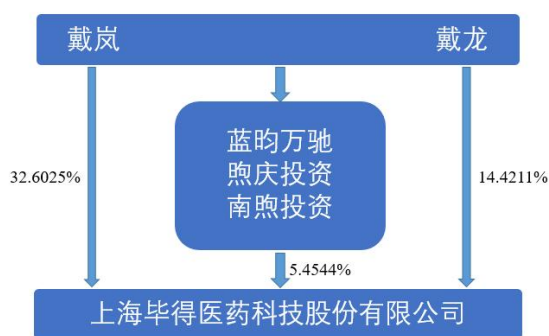 戴岚 戴龙
蓝昀万驰
煦庆投资
南煦投资
32.6025%
14.4211%
5.4544%
上海毕得医药科技股份有限公司